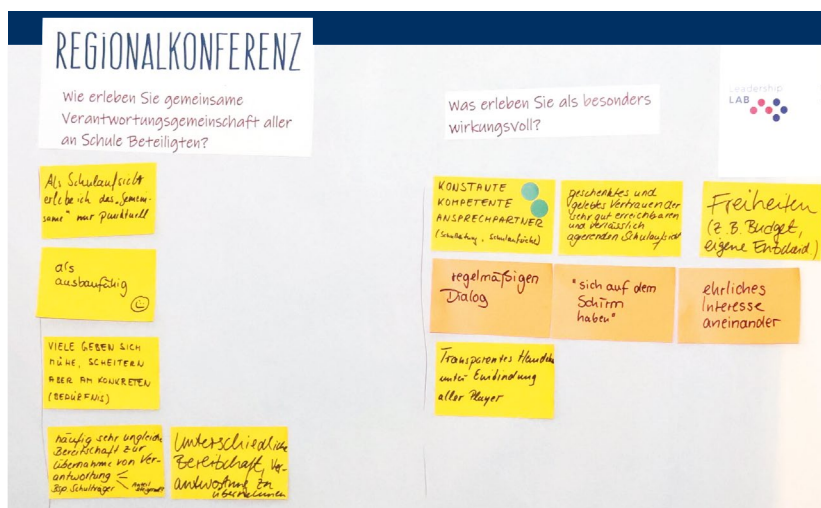 REGIONALKONFERENZ
Wie erleben Sie gemeinsame
Verantwortungsgemeinschaft aller
an Schule Beteiligten?
Als Schulaufsicht
erlebe ich das „Gemein-
same" nur punktuell
als
ausbaufähig
VIELE GEBEN SICH
MÜHE, SCHEITERN
ABER AM KONKRETEN
(BEDÜRFNIS)
häufig sehr ungleiche
Bereitschaft zur
übernahme von Ver-
antwortung
Bsp Schulträger
Unterschiedliche
Bereitschaft, Ver-
antwortung zu
übernehmen
Was erleben Sie als besonders
wirkungsvoll?
Leadership
LAB
KONSTANTE
KOMPETENTE
ANSPRECHPARTNER
(Schulleitung, Schulaufsicht)
geschenktes und
gelebtes Vertrauen der
sehr gut erreichbaren
und verlässlich
agierenden Schulaufsicht
Freiheiten
(z.B. Budget,
eigene Entscheid.)
regelmäßigen
Dialog
"sich auf dem
Schirm
haben"
ehrliches
Interesse
aneinander
Transparentes Handeln
unter Einbindung
aller Player